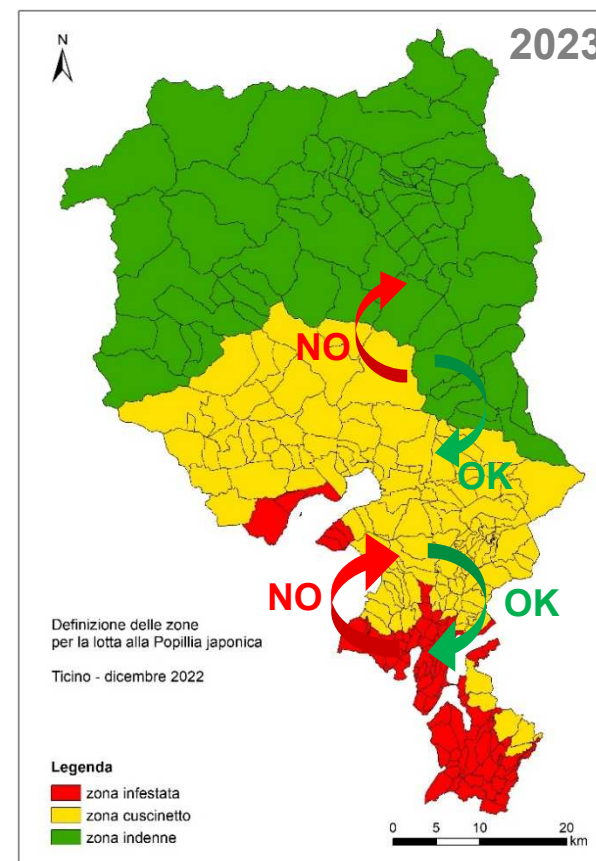 2023
N
NO
OK
NO
OK
Definizione delle zone
per la lotta alla Popillia japonica
Ticino - dicembre 2022
Legenda
zona infestata
zona cuscinetto
zona indenne
0 5 10 20
km